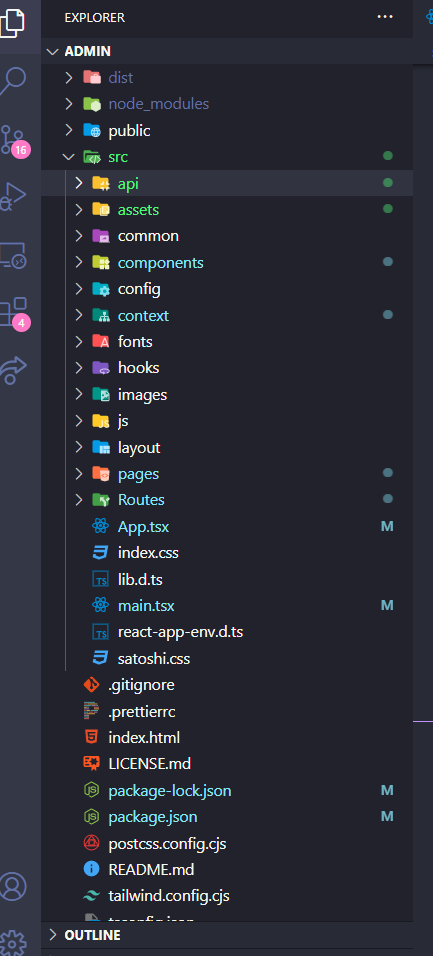 EXPLORER
ADMIN
dist
node_modules
public
16
src
api
assets
common
components
config
4
context
fonts
hooks
images
js
layout
pages
Routes
App.tsx M
index.css
lib.d.ts
main.tsx M
react-app-env.d.ts
satoshi.css
.gitignore
.prettierrc
index.html
LICENSE.md
package-lock.json M
package.json M
postcss.config.cjs
README.md
tailwind.config.cjs
tsconfig.json
OUTLINE